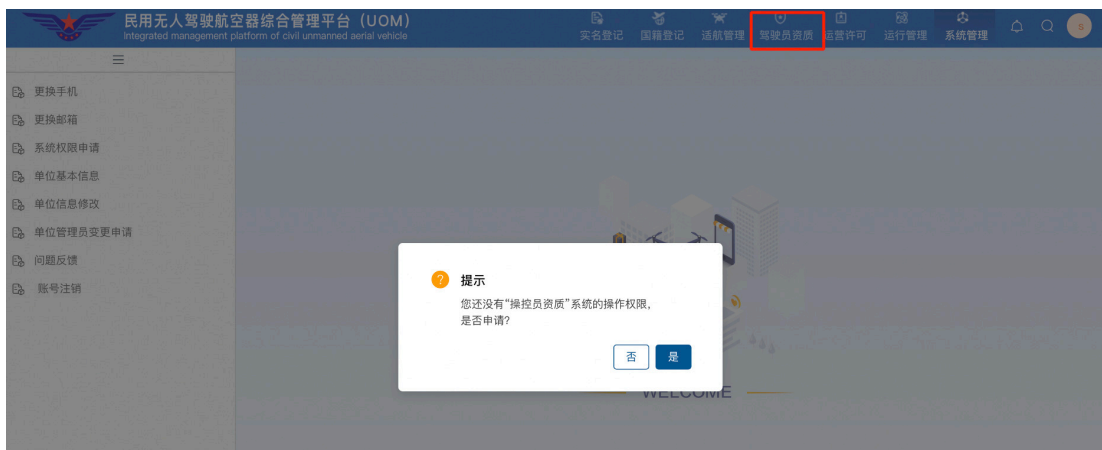 民用无人驾驶航空器综合管理平台（UOM）
Integrated management platform of civil unmanned aerial vehicle
实名登记 国籍登记 适航管理 驾驶员资质 运营许可 运行管理 系统管理
S
更换手机
更换邮箱
系统权限申请
单位基本信息
单位信息修改
单位管理员变更申请
问题反馈
账号注销
提示
您还没有“操控员资质”系统的操作权限，
是否申请？
否 是
WELCOME